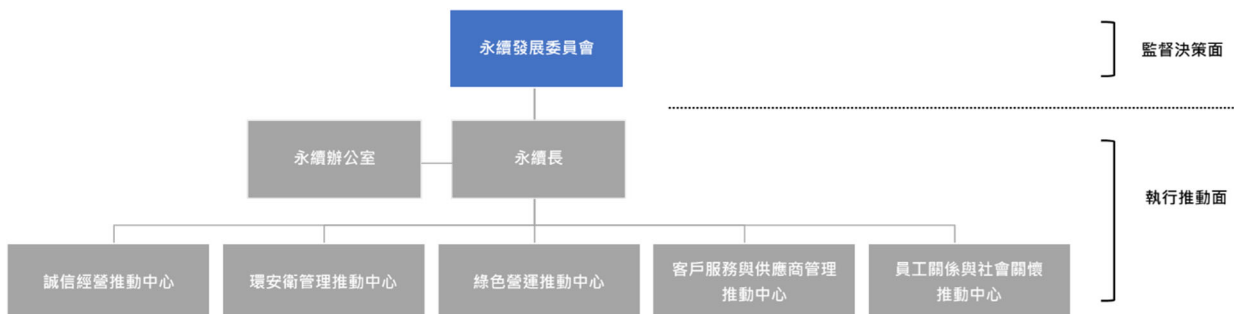 永續發展委員會
監督決策面
永續辦公室
永續長
執行推動面
誠信經營推動中心
環安衛管理推動中心
綠色營運推動中心
客戶服務與供應商管理
推動中心
員工關係與社會關懷
推動中心